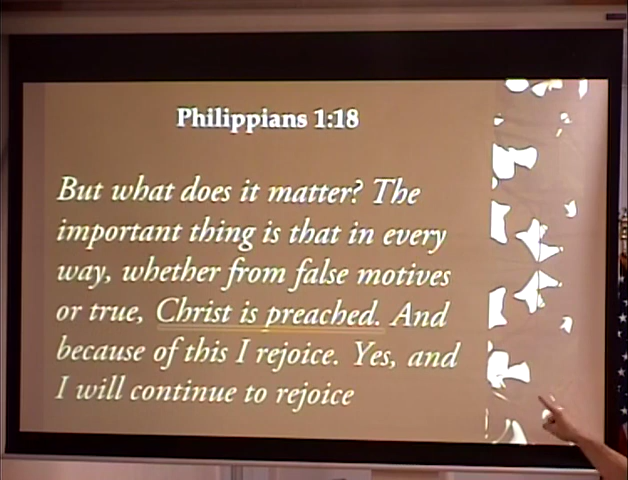 Philippians 1:18
But what does it matter? The
important thing is that in every
way, whether from false motives
or true, Christ is preached. And
because of this I rejoice. Yes, and
I will continue to rejoice